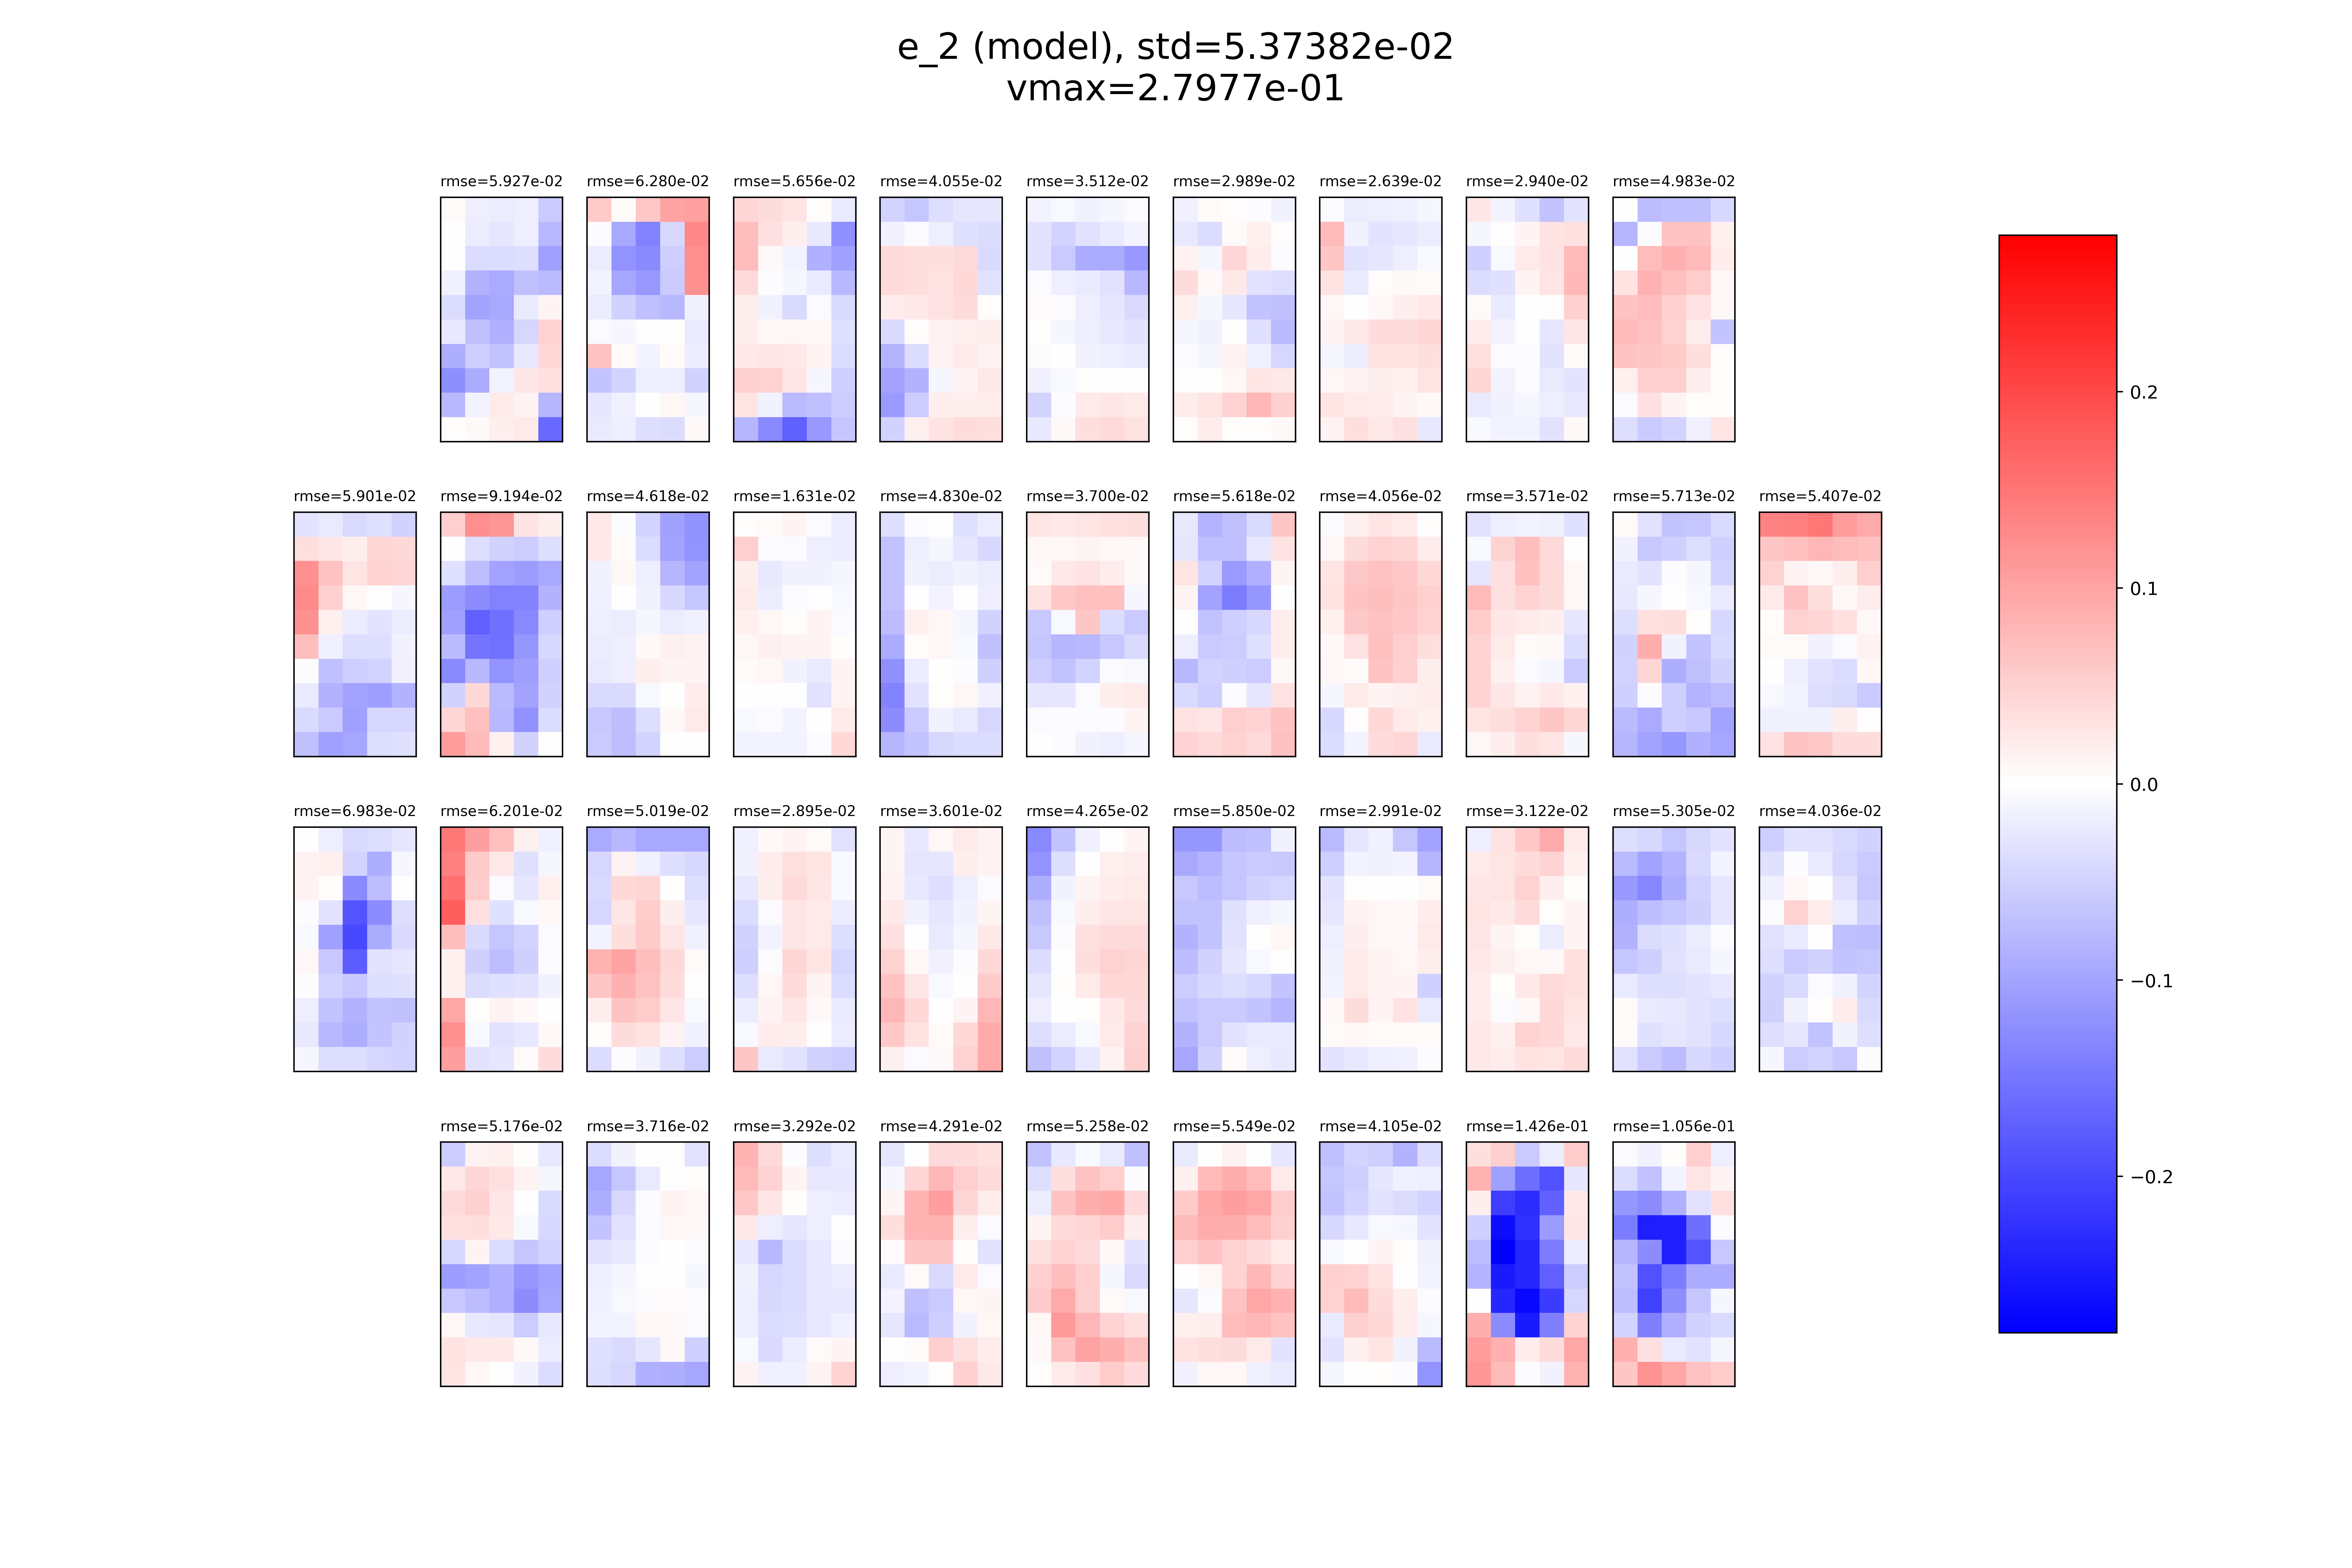 e_2 (model), std=5.37382e-02
vmax=2.7977e-01
rmse=5.927e-02 rmse=6.280e-02 rmse=5.656e-02 rmse=4.055e-02 rmse=3.512e-02 rmse=2.989e-02 rmse=2.639e-02 rmse=2.940e-02 rmse=4.983e-02
rmse=5.901e-02 rmse=9.194e-02 rmse=4.618e-02 rmse=1.631e-02 rmse=4.830e-02 rmse=3.700e-02 rmse=5.618e-02 rmse=4.056e-02 rmse=3.571e-02 rmse=5.713e-02 rmse=5.407e-02
rmse=6.983e-02 rmse=6.201e-02 rmse=5.019e-02 rmse=2.895e-02 rmse=3.601e-02 rmse=4.265e-02 rmse=5.850e-02 rmse=2.991e-02 rmse=3.122e-02 rmse=5.305e-02 rmse=4.036e-02
rmse=5.176e-02 rmse=3.716e-02 rmse=3.292e-02 rmse=4.291e-02 rmse=5.258e-02 rmse=5.549e-02 rmse=4.105e-02 rmse=1.426e-01 rmse=1.056e-01
0.2
0.1
0.0
−0.1
−0.2